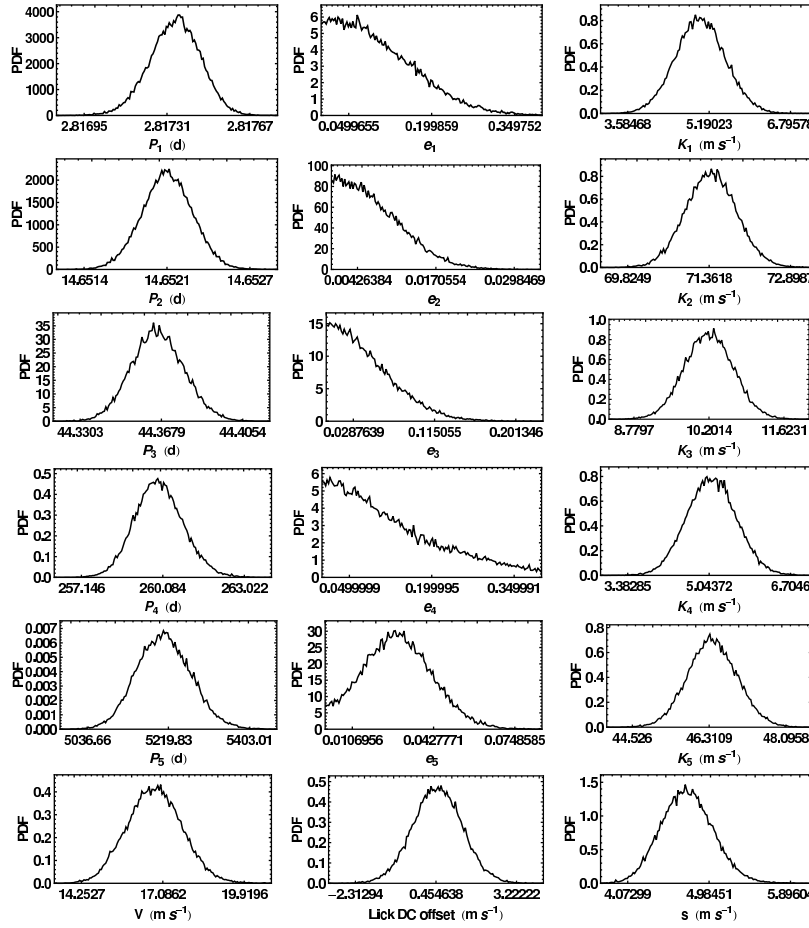 PDF
4000
3000
2000
1000
0
2.81695 2.81731 2.81767
P1 (d)
PDF
6
5
4
3
2
1
0
0.0499655 0.199859 0.349752
e1
PDF
0.8
0.6
0.4
0.2
0.0
3.58468 5.19023 6.79578
K1 (m s−1)
PDF
2000
1500
1000
500
0
14.6514 14.6521 14.6527
P2 (d)
PDF
100
80
60
40
20
0
0.00426384 0.0170554 0.0298469
e2
PDF
0.8
0.6
0.4
0.2
0.0
69.8249 71.3618 72.8987
K2 (m s−1)
PDF
35
30
25
20
15
10
5
0
44.3303 44.3679 44.4054
P3 (d)
PDF
15
10
5
0
0.0287639 0.115055 0.201346
e3
PDF
1.0
0.8
0.6
0.4
0.2
0.0
8.7797 10.2014 11.6231
K3 (m s−1)
PDF
0.5
0.4
0.3
0.2
0.1
0.0
257.146 260.084 263.022
P4 (d)
PDF
6
5
4
3
2
1
0
0.0499999 0.199995 0.349991
e4
PDF
0.8
0.6
0.4
0.2
0.0
3.38285 5.04372 6.7046
K4 (m s−1)
PDF
0.007
0.006
0.005
0.004
0.003
0.002
0.001
0.000
5036.66 5219.83 5403.01
P5 (d)
PDF
30
25
20
15
10
5
0
0.0106956 0.0427771 0.0748585
e5
PDF
0.8
0.6
0.4
0.2
0.0
44.526 46.3109 48.0958
K5 (m s−1)
PDF
0.4
0.3
0.2
0.1
0.0
14.2527 17.0862 19.9196
V (m s−1)
PDF
0.5
0.4
0.3
0.2
0.1
0.0
−2.31294 0.454638 3.22222
Lick DC offset (m s−1)
PDF
1.5
1.0
0.5
0.0
4.07299 4.98451 5.89604
s (m s−1)